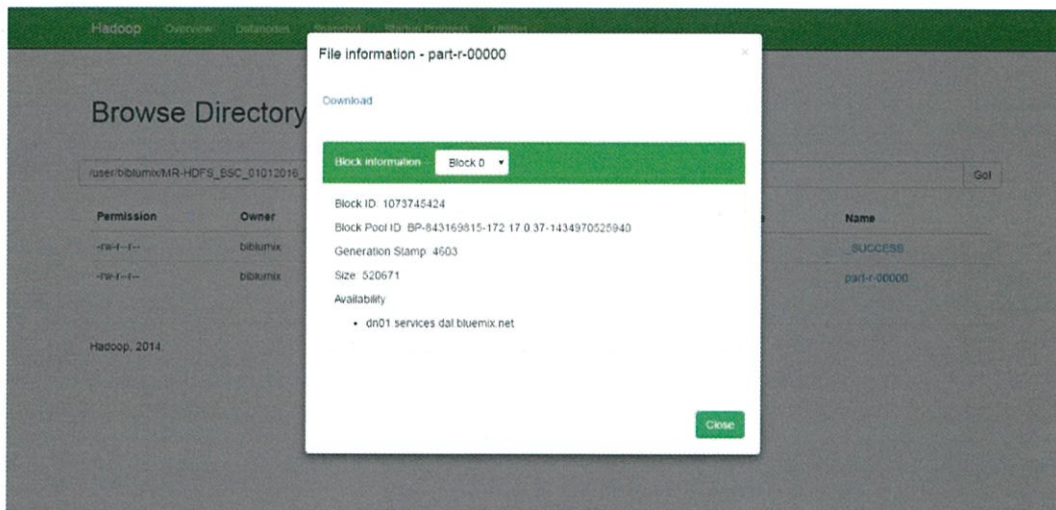 Hadoop Overview Datanodes Snapshot Startup Progress Utilities
File information - part-r-00000 ×
Download
Browse Directory
Block information Block 0
/user/biblumix/MR-HDFS_BSC_01012016_ Go!
Block ID: 1073745424
Permission Owner Name
Block Pool ID: BP-843169815-172.17.0.37-1434970525940
-rw-r--r-- biblumix _SUCCESS
Generation Stamp: 4603
-rw-r--r-- biblumix part-r-00000
Size: 520671
Availability:
• dn01.services.dal.bluemix.net
Hadoop, 2014.
Close